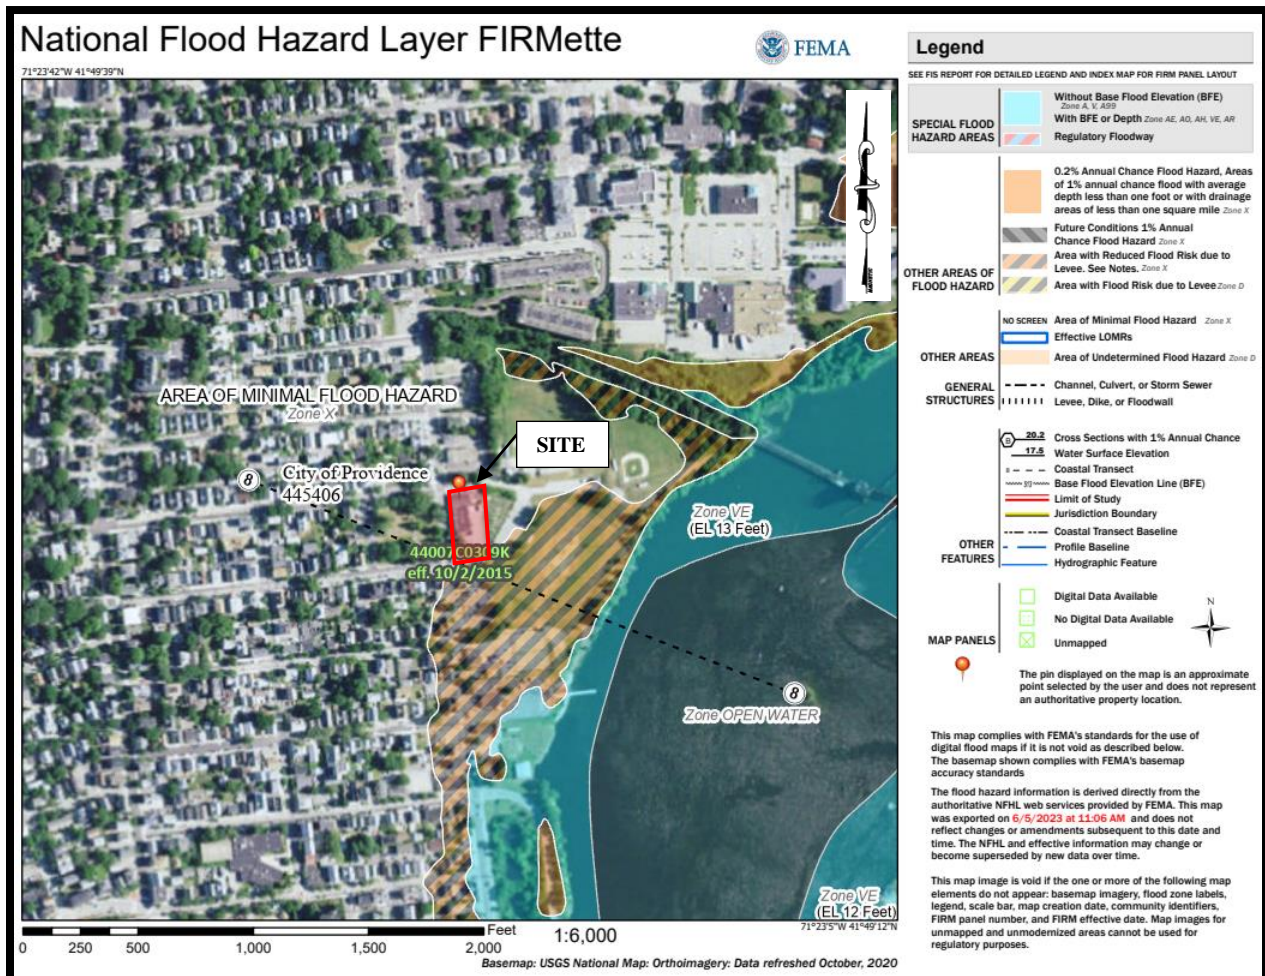 National Flood Hazard Layer FIRMette
FEMA
71°23'42"W 41°49'39"N
AREA OF MINIMAL FLOOD HAZARD
Zone X
SITE
8
City of Providence
445406
44007C0309K
eff. 10/2/2015
Zone VE
(EL 13 Feet)
8
Zone OPEN WATER
Zone VE
(EL 12 Feet)
71°23'5"W 41°49'12"N
Feet
0 250 500 1,000 1,500 2,000
1:6,000
Basemap: USGS National Map: Orthoimagery: Data refreshed October, 2020
Legend
SEE FIS REPORT FOR DETAILED LEGEND AND INDEX MAP FOR FIRM PANEL LAYOUT
SPECIAL FLOOD
HAZARD AREAS
Without Base Flood Elevation (BFE)
Zone A, V, A99
With BFE or Depth Zone AE, AO, AH, VE, AR
Regulatory Floodway
0.2% Annual Chance Flood Hazard, Areas
of 1% annual chance flood with average
depth less than one foot or with drainage
areas of less than one square mile Zone X
Future Conditions 1% Annual
Chance Flood Hazard Zone X
Area with Reduced Flood Risk due to
Levee. See Notes. Zone X
Area with Flood Risk due to Levee Zone D
OTHER AREAS OF
FLOOD HAZARD
NO SCREEN Area of Minimal Flood Hazard Zone X
Effective LOMRs
OTHER AREAS
Area of Undetermined Flood Hazard Zone D
GENERAL
STRUCTURES
Channel, Culvert, or Storm Sewer
Levee, Dike, or Floodwall
B 20.2 Cross Sections with 1% Annual Chance
17.5 Water Surface Elevation
8 Coastal Transect
513 Base Flood Elevation Line (BFE)
Limit of Study
Jurisdiction Boundary
Coastal Transect Baseline
OTHER
FEATURES
Profile Baseline
Hydrographic Feature
Digital Data Available
No Digital Data Available
Unmapped
MAP PANELS
N
The pin displayed on the map is an approximate
point selected by the user and does not represent
an authoritative property location.
This map complies with FEMA's standards for the use of
digital flood maps if it is not void as described below.
The basemap shown complies with FEMA's basemap
accuracy standards
The flood hazard information is derived directly from the
authoritative NFHL web services provided by FEMA. This map
was exported on 6/5/2023 at 11:06 AM and does not
reflect changes or amendments subsequent to this date and
time. The NFHL and effective information may change or
become superseded by new data over time.
This map image is void if the one or more of the following map
elements do not appear: basemap imagery, flood zone labels,
legend, scale bar, map creation date, community identifiers,
FIRM panel number, and FIRM effective date. Map images for
unmapped and unmodernized areas cannot be used for
regulatory purposes.